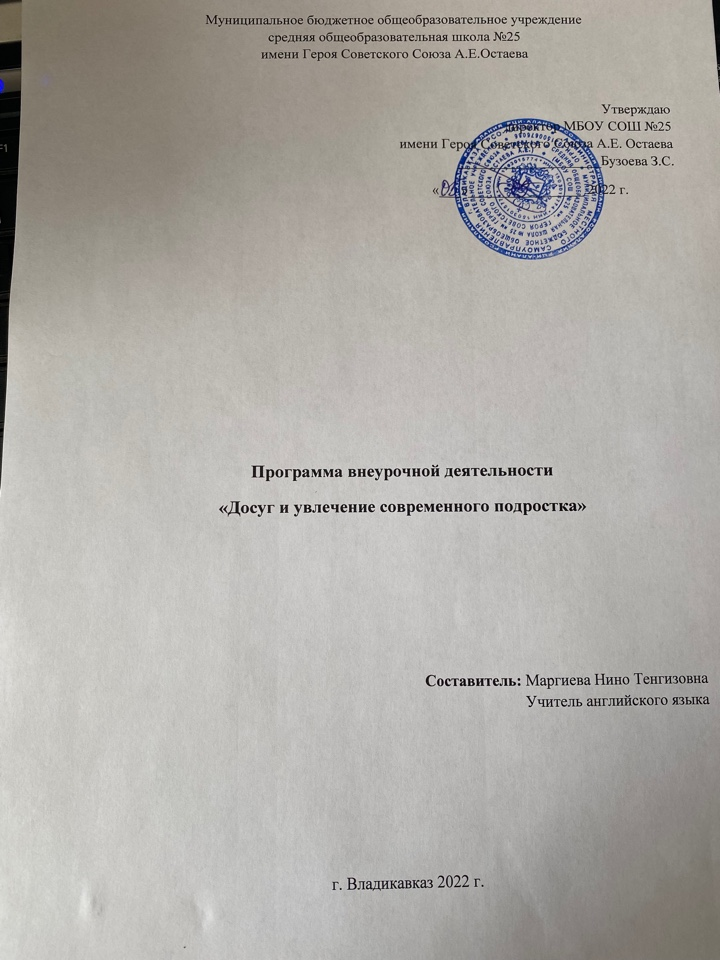 Муниципальное бюджетное общеобразовательное учреждение
средняя общеобразовательная школа №25
имени Героя Советского Союза А.Е.Остаева
Утверждаю
директор МБОУ СОШ №25
имени Героя Советского Союза А.Е. Остаева
Бузоева З.С.
2022 г.
Программа внеурочной деятельности
«Досуг и увлечение современного подростка»
Составитель: Маргиева Нино Тенгизовна
Учитель английского языка
г. Владикавказ 2022 г.
F1